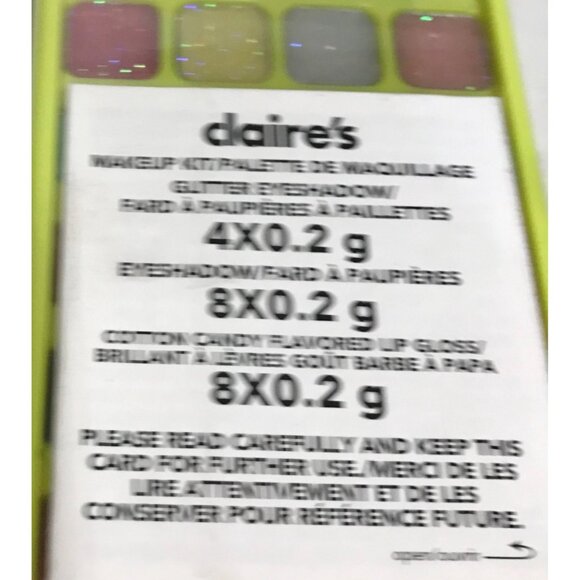 claire's
MAKEUP KIT/PALETTE DE MAQUILLAGE
GLITTER EYESHADOW/
FARD À PAUPIÈRES À PAILLETTES
4X0.2 g
EYESHADOW/FARD À PAUPIÈRES
8X0.2 g
COTTON CANDY FLAVORED LIP GLOSS/
BRILLANT À LÈVRES GOÛT BARBE À PAPA
8X0.2 g
PLEASE READ CAREFULLY AND KEEP THIS
CARD FOR FURTHER USE./MERCI DE LES
LIRE ATTENTIVEMENT ET DE LES
CONSERVER POUR RÉFÉRENCE FUTURE.
open/ouvrir